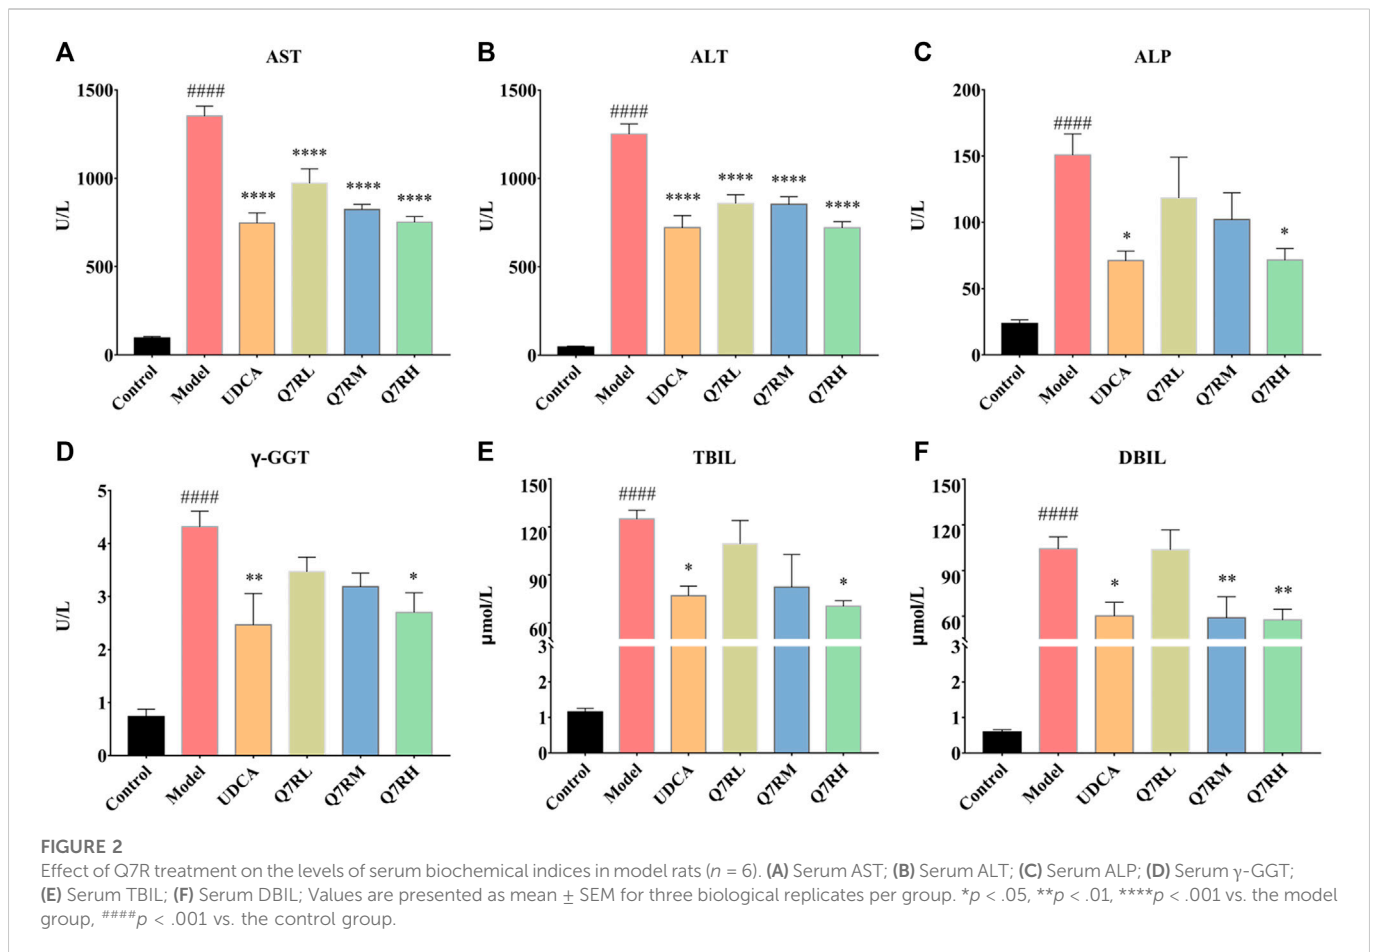 A
AST
####
****
****
****
****
1500
1000
500
0
U/L
Control
Model
UDCA
Q7RL
Q7RM
Q7RH
B
ALT
####
****
****
****
****
1500
1000
500
0
U/L
Control
Model
UDCA
Q7RL
Q7RM
Q7RH
C
ALP
####
*
*
200
150
100
50
0
U/L
Control
Model
UDCA
Q7RL
Q7RM
Q7RH
D
γ-GGT
####
**
*
5
4
3
2
1
0
U/L
Control
Model
UDCA
Q7RL
Q7RM
Q7RH
E
TBIL
####
*
*
150
120
90
60
3
2
1
0
μmol/L
Control
Model
UDCA
Q7RL
Q7RM
Q7RH
F
DBIL
####
*
**
**
150
120
90
60
3
2
1
0
μmol/L
Control
Model
UDCA
Q7RL
Q7RM
Q7RH
FIGURE 2
Effect of Q7R treatment on the levels of serum biochemical indices in model rats (n = 6). (A) Serum AST; (B) Serum ALT; (C) Serum ALP; (D) Serum γ-GGT;
(E) Serum TBIL; (F) Serum DBIL; Values are presented as mean ± SEM for three biological replicates per group. *p < .05, **p < .01, ****p < .001 vs. the model
group, ####p < .001 vs. the control group.